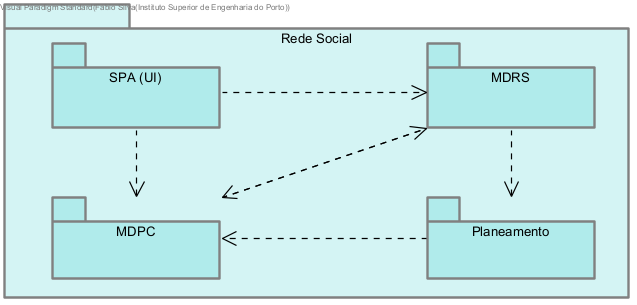 Visual Paradigm Standard(Fabio Silva(Instituto Superior de Engenharia do Porto))
Rede Social
SPA (UI)
MDRS
MDPC
Planeamento